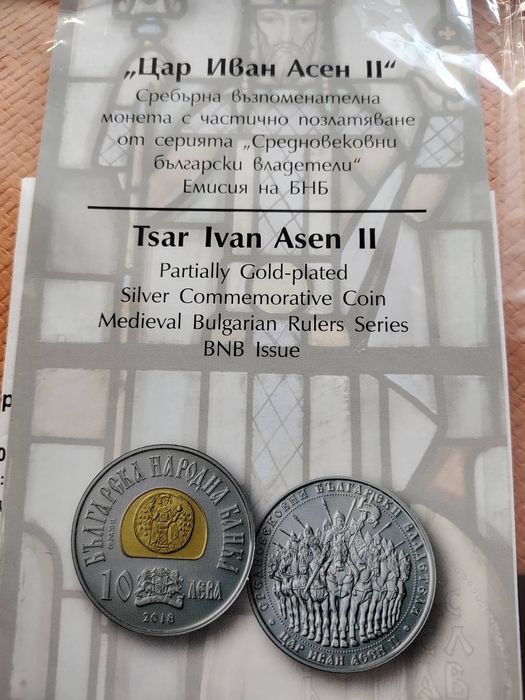 „Цар Иван Асен II“
Сребърна възпоменателна
монета с частично позлатяване
от серията „Средновековни
български владетели“
Емисия на БНБ
Tsar Ivan Asen II
Partially Gold-plated
Silver Commemorative Coin
Medieval Bulgarian Rulers Series
BNB Issue
БЪЛГАРСКА НАРОДНА БАНКА
10 ЛЕВА
2018
СРЕДНОВЕКОВНИ БЪЛГАРСКИ ВЛАДЕТЕЛИ
ЦАР ИВАН АСЕН II